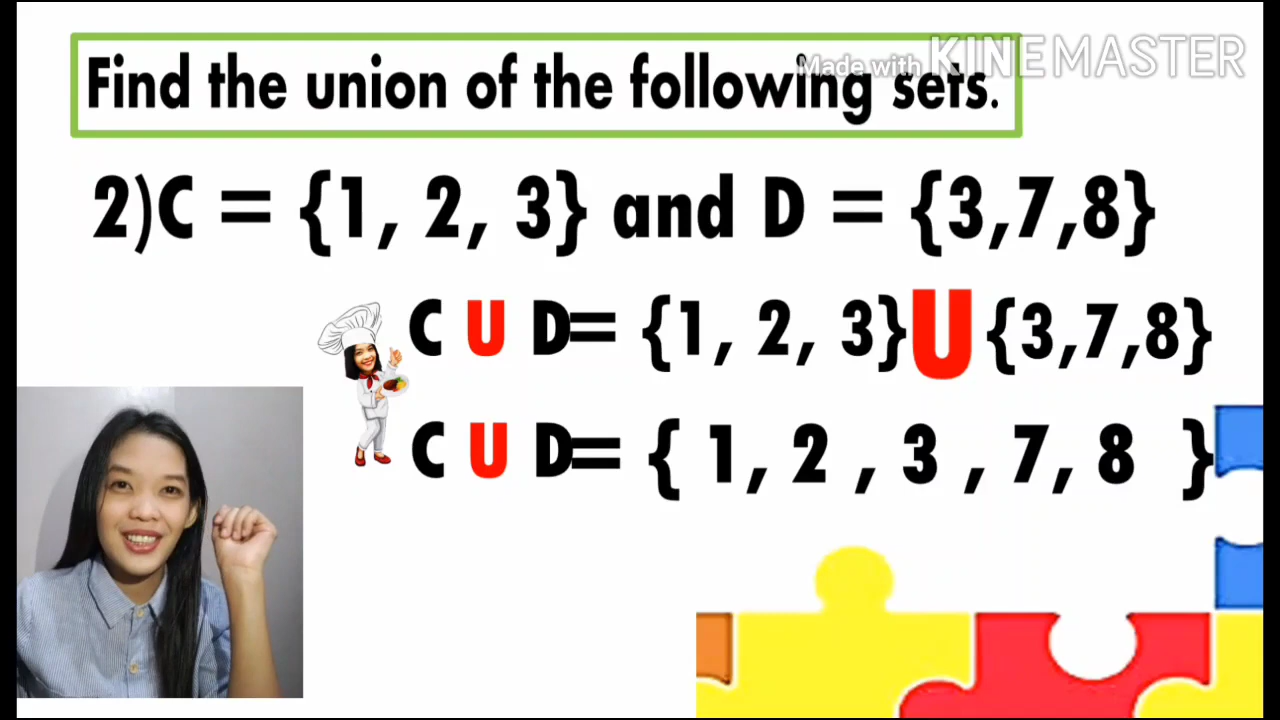 Made with KINEMASTER
Find the union of the following sets.
2)C = {1, 2, 3} and D = {3,7,8}
C U D= {1, 2, 3}U{3,7,8}
C U D= { 1, 2 , 3 , 7, 8 }